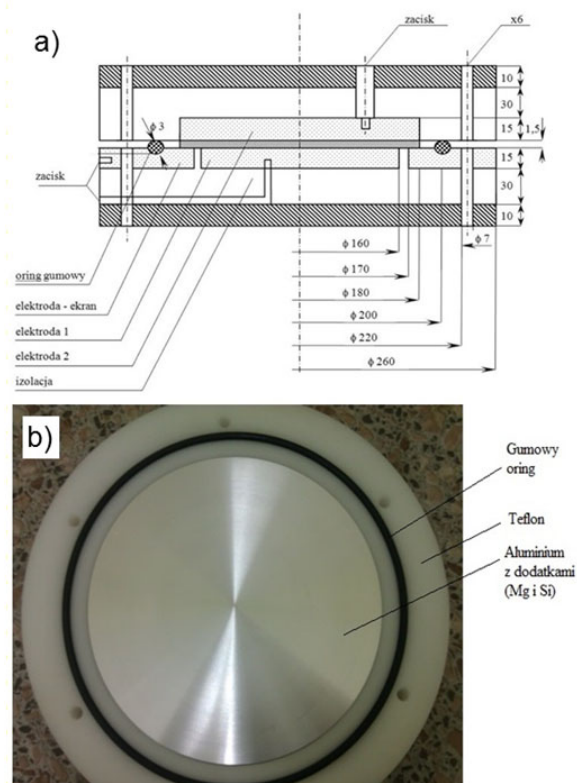 a)
zacisk
x6
10
30
15
1,5
15
30
10
ϕ 3
zacisk
ϕ 160
ϕ 7
ϕ 170
ϕ 180
ϕ 200
ϕ 220
ϕ 260
oring gumowy
elektroda - ekran
elektroda 1
elektroda 2
izolacja
b)
Gumowy
oring
Teflon
Aluminium
z dodatkami
(Mg i Si)